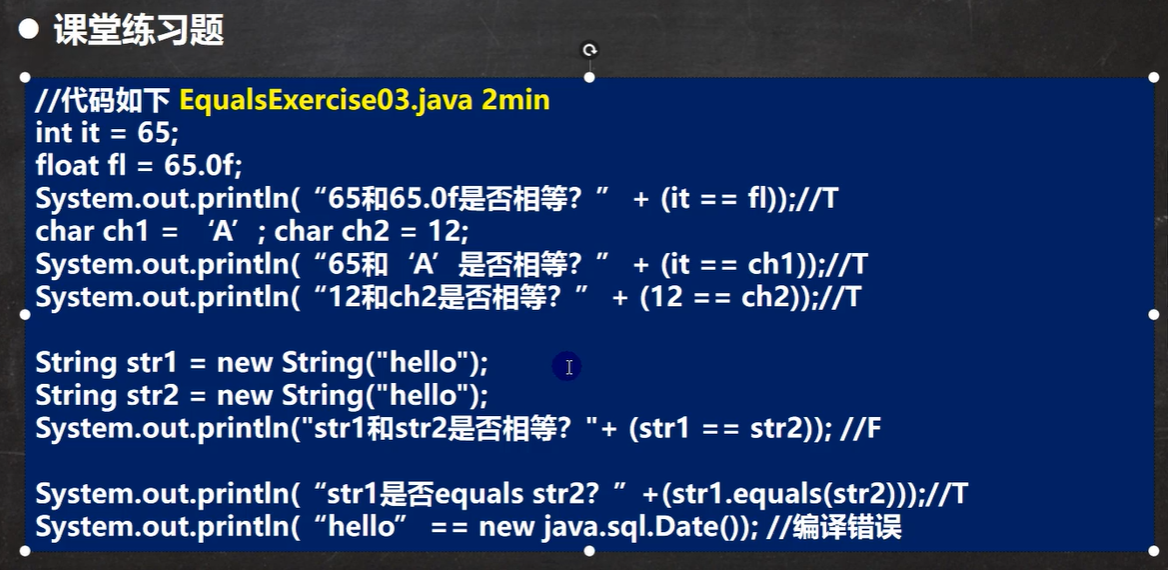 ● 课堂练习题
//代码如下 EqualsExercise03.java 2min
int it = 65;
float fl = 65.0f;
System.out.println( “65和65.0f是否相等？” + (it == fl));//T
char ch1 = ‘A’ ; char ch2 = 12;
System.out.println( “65和‘A’是否相等？” + (it == ch1));//T
System.out.println( “12和ch2是否相等？” + (12 == ch2));//T
String str1 = new String("hello");
String str2 = new String("hello");
System.out.println("str1和str2是否相等？"+ (str1 == str2)); //F
System.out.println( “str1是否equals str2？”+(str1.equals(str2)));//T
System.out.println( “hello” == new java.sql.Date()); //编译错误